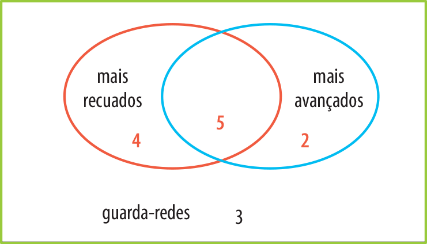 mais
recuados
mais
avançados
4
5
2
guarda-redes 3